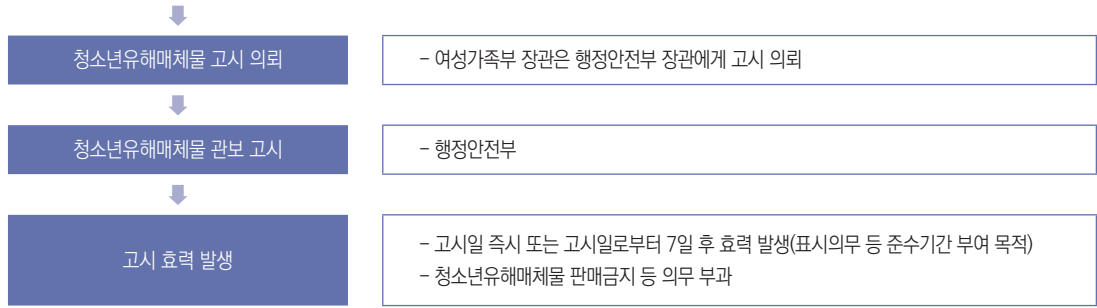 청소년유해매체물 고시 의뢰
- 여성가족부 장관은 행정안전부 장관에게 고시 의뢰
청소년유해매체물 관보 고시
- 행정안전부
고시 효력 발생
- 고시일 즉시 또는 고시일로부터 7일 후 효력 발생(표시의무 등 준수기간 부여 목적)
- 청소년유해매체물 판매금지 등 의무 부과